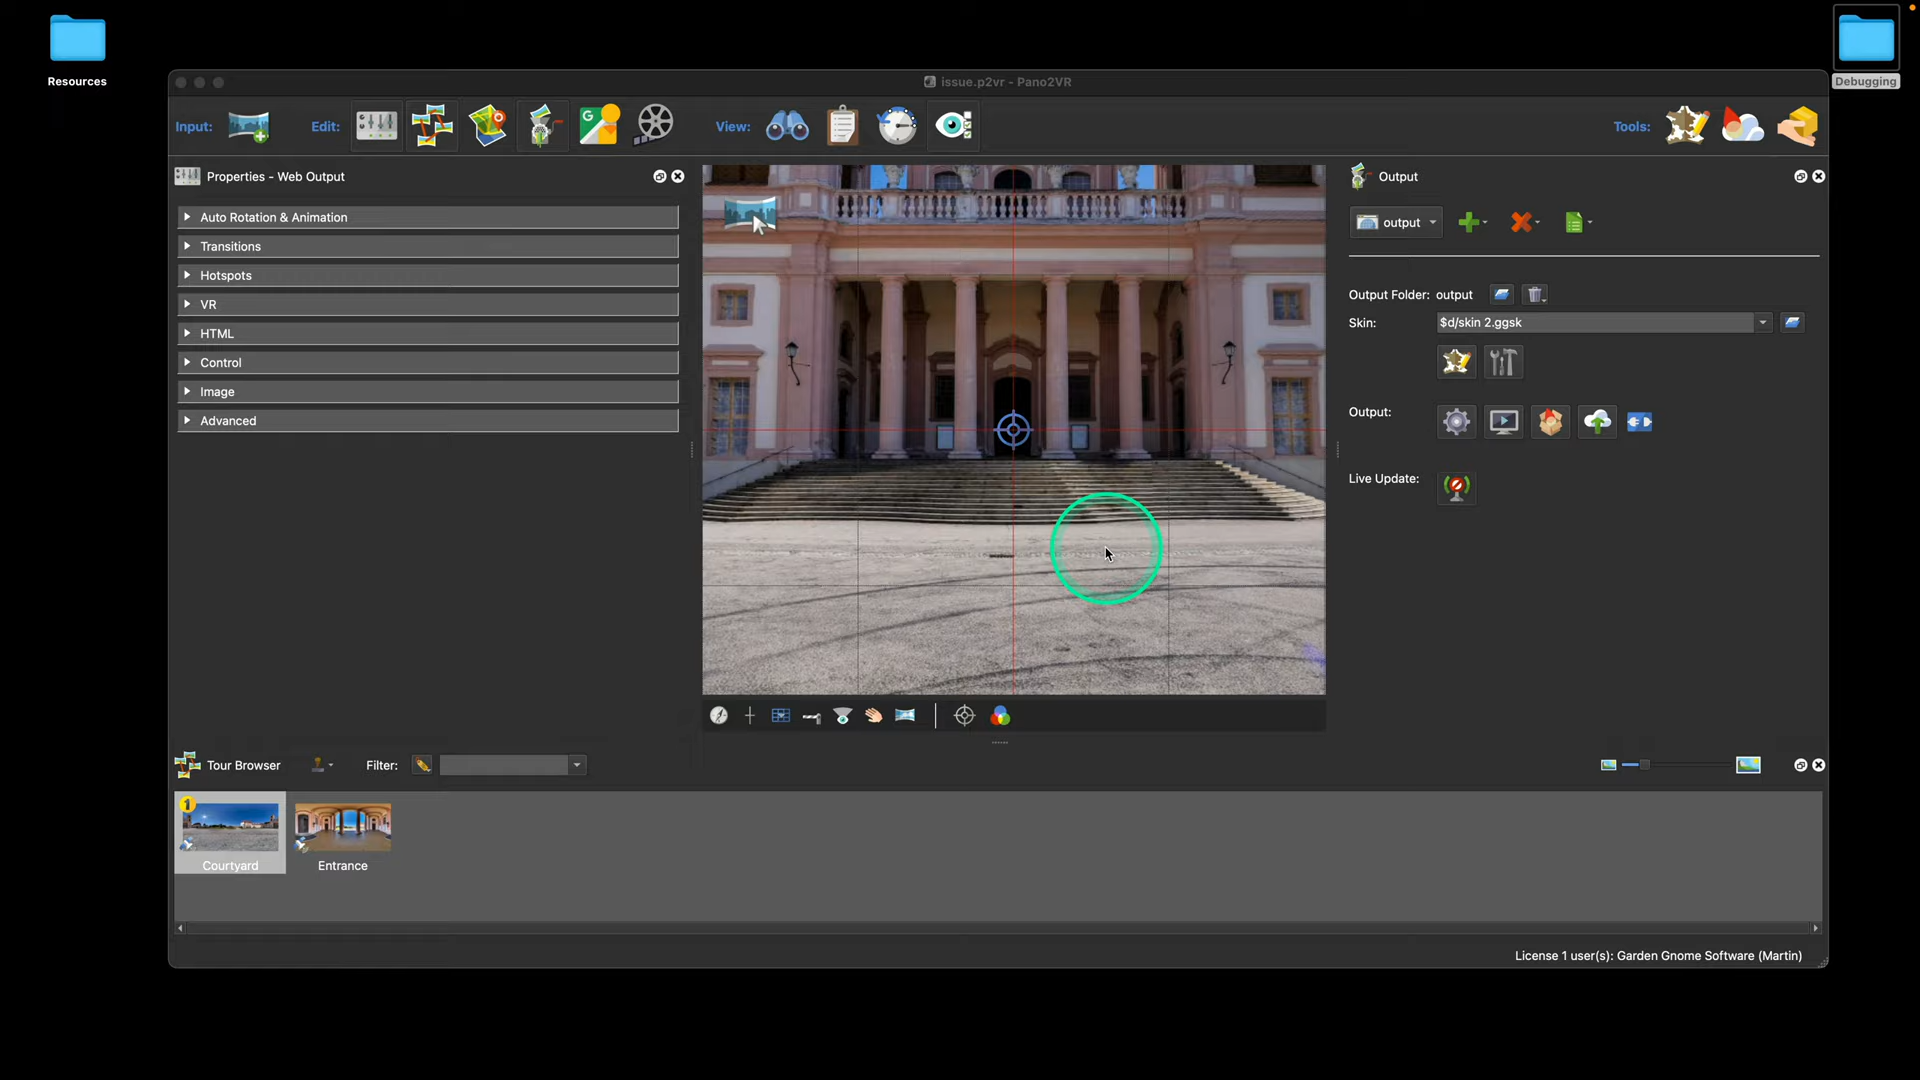 Resources
Debugging
issue.p2vr - Pano2VR
Input:
Edit:
View:
Tools:
Properties - Web Output
Auto Rotation & Animation
Transitions
Hotspots
VR
HTML
Control
Image
Advanced
Output
output
Output Folder: output
Skin: $d/skin 2.ggsk
Output:
Live Update:
Tour Browser
Filter:
1
Courtyard
Entrance
License 1 user(s): Garden Gnome Software (Martin)